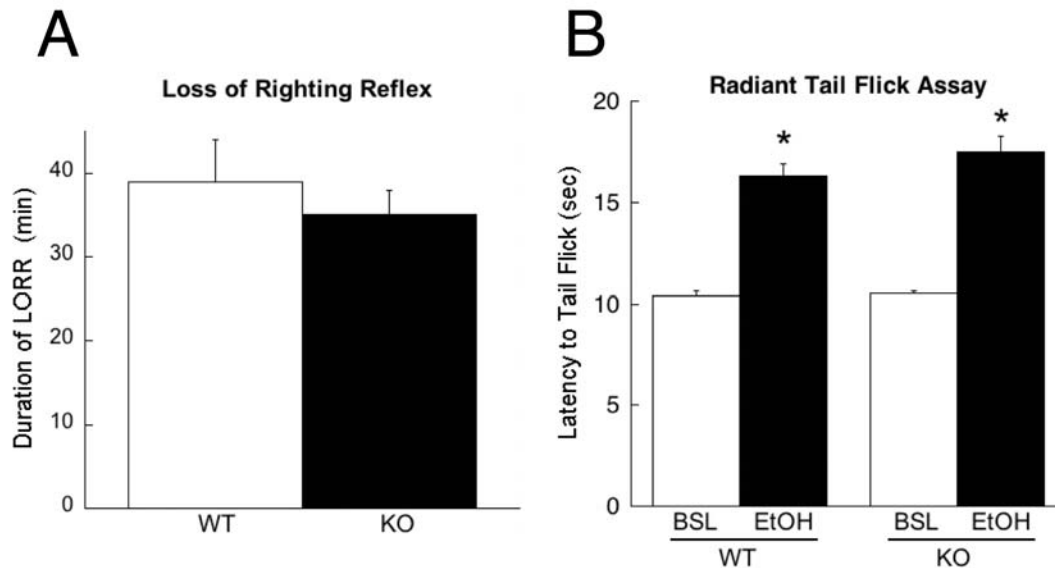 A
Loss of Righting Reflex
Duration of LORR (min)
40
30
20
10
0
WT KO
B
Radiant Tail Flick Assay
Latency to Tail Flick (sec)
20
15
10
5
0
* *
BSL EtOH BSL EtOH
WT KO